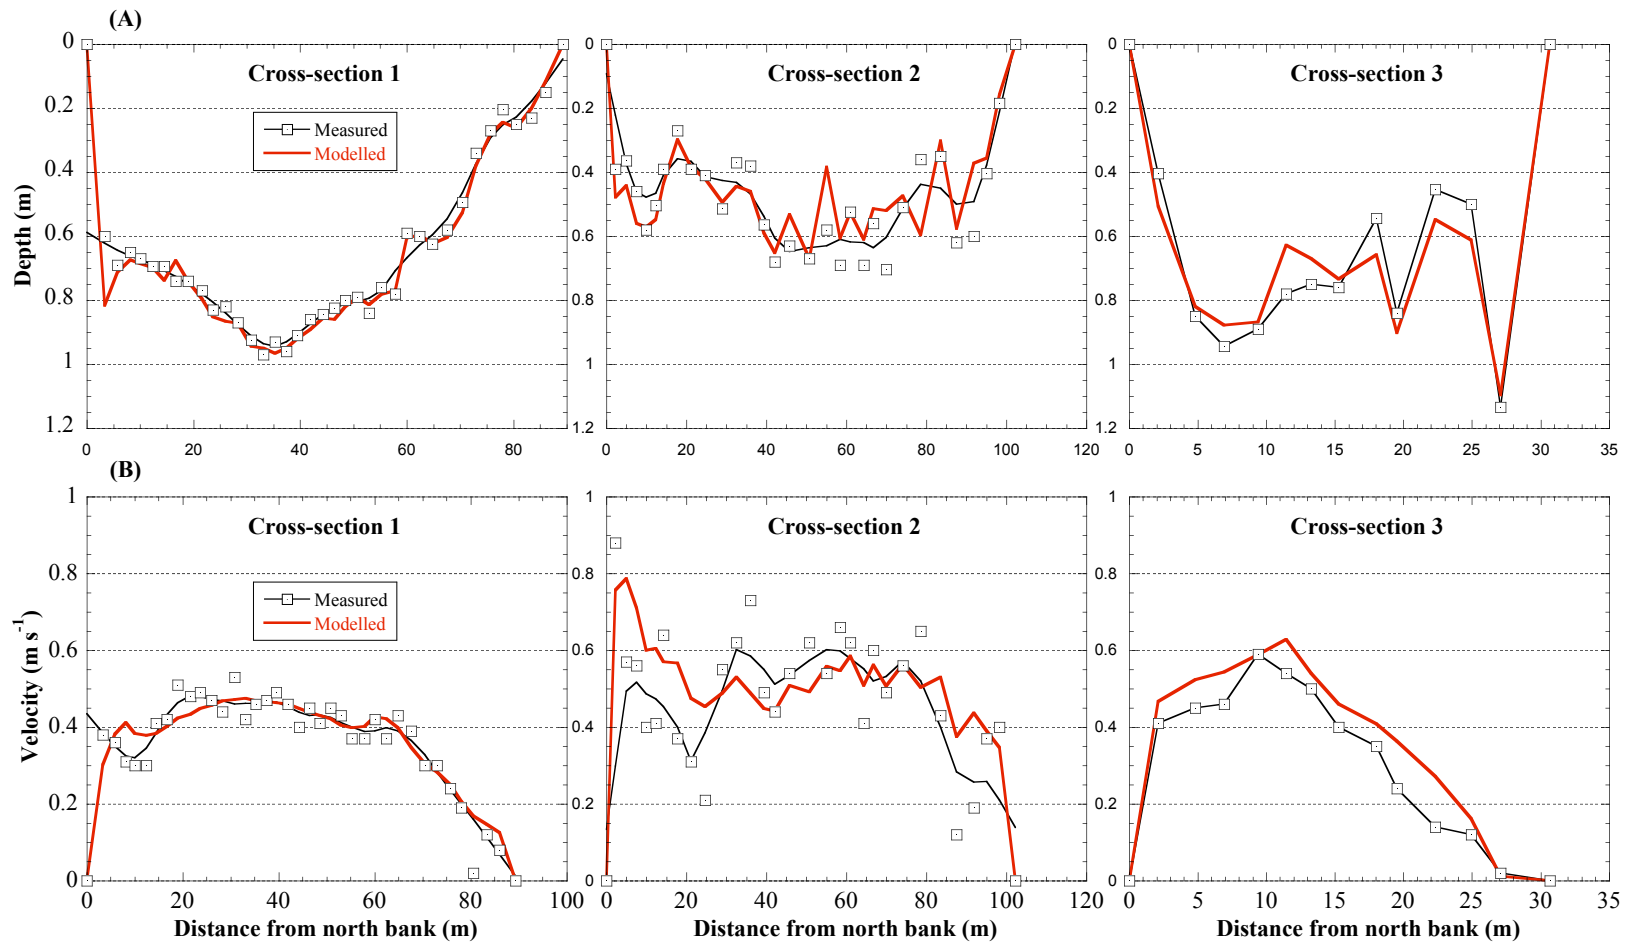 (A)
Cross-section 1
Cross-section 2
Cross-section 3
Measured
Modelled
Depth (m)
0
0.2
0.4
0.6
0.8
1
1.2
0
0.2
0.4
0.6
0.8
1
1.2
0
0.2
0.4
0.6
0.8
1
1.2
0 20 40 60 80
0 20 40 60 80 100 120
0 5 10 15 20 25 30 35
(B)
Cross-section 1
Cross-section 2
Cross-section 3
Measured
Modelled
Velocity (m s-1)
1
0.8
0.6
0.4
0.2
0
1
0.8
0.6
0.4
0.2
0
1
0.8
0.6
0.4
0.2
0
0 20 40 60 80 100
0 20 40 60 80 100 120
0 5 10 15 20 25 30 35
Distance from north bank (m)
Distance from north bank (m)
Distance from north bank (m)